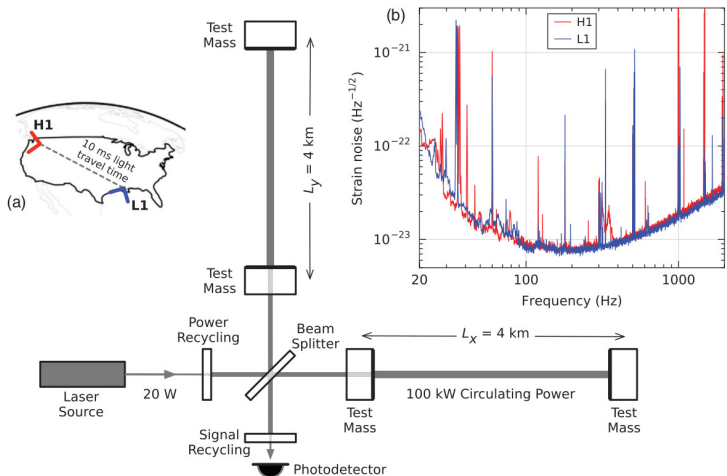 (a)
H1
10 ms light
travel time
L1
Test
Mass
L_y = 4 km
Test
Mass
Power
Recycling
Beam
Splitter
Laser
Source
20 W
L_x = 4 km
100 kW Circulating Power
Test
Mass
Test
Mass
Signal
Recycling
Photodetector
(b)
H1
L1
Strain noise (Hz^{-1/2})
10^{-21}
10^{-22}
10^{-23}
20
100
1000
Frequency (Hz)